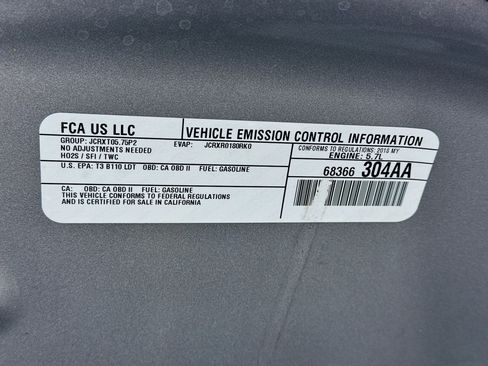 FCA US LLC
VEHICLE EMISSION CONTROL INFORMATION
GROUP: JCRXT05.75P2 EVAP: JCRXR0180RK0
NO ADJUSTMENTS NEEDED
HO2S / SFI / TWC
CONFORMS TO REGULATIONS: 2018 MY
ENGINE: 5.7L
U.S. EPA: T3 B110 LDT OBD: CA OBD II FUEL: GASOLINE
68366 304AA
CA: OBD: CA OBD II FUEL: GASOLINE
THIS VEHICLE CONFORMS TO FEDERAL REGULATIONS
AND IS CERTIFIED FOR SALE IN CALIFORNIA